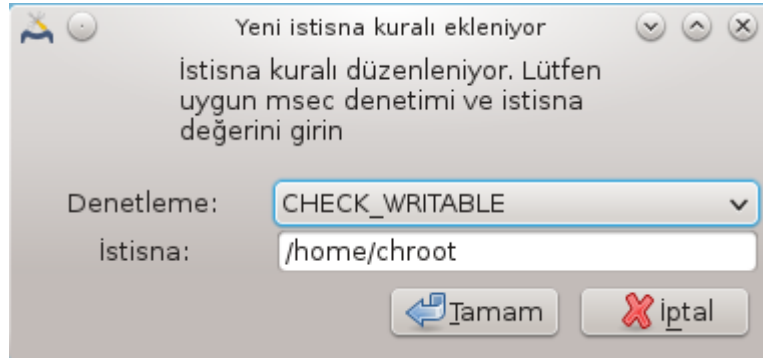 Yeni istisna kuralı ekleniyor
İstisna kuralı düzenleniyor. Lütfen
uygun msec denetimi ve istisna
değerini girin
Denetleme: CHECK_WRITABLE
İstisna: /home/chroot
Tamam İptal